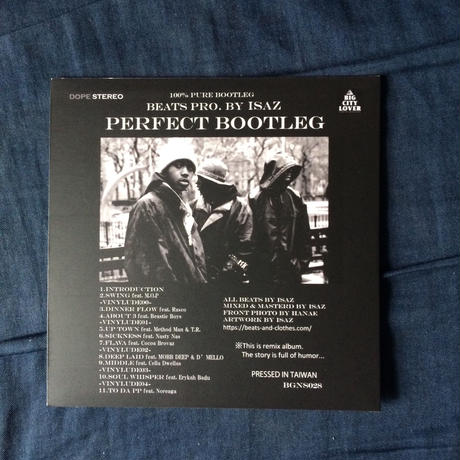 DOPE STEREO
100% PURE BOOTLEG
BEATS PRO. BY ISAZ
PERFECT BOOTLEG
BIG
CITY
LOVER
1.INTRODUCTION
2.SWING feat. M.O.P
-VINYLUDE00-
3.DINNER FLOW feat. Rasco
4.ABOUT 3 feat. Beastie Boys
-VINYLUDE01-
5.UP TOWN feat. Method Man & T.R.
6.SICKNESS feat. Nasty Nas
7.FLAVA feat. Cocoa Brovaz
-VINYLUDE02-
8.DEEP LAID feat. MOBB DEEP & D' MELLO
9.MIDDLE feat. Cella Dwellas
-VINYLUDE03-
10.SOUL WHISPER feat. Erykah Badu
-VINYLUDE04-
11.TO DA PP feat. Noreaga
ALL BEATS BY ISAZ
MIXED & MASTERD BY ISAZ
FRONT PHOTO BY HANAE
ARTWORK BY ISAZ
https://beats-and-clothes.com/
※This is remix album.
The story is full of humor...
PRESSED IN TAIWAN
BGNS028